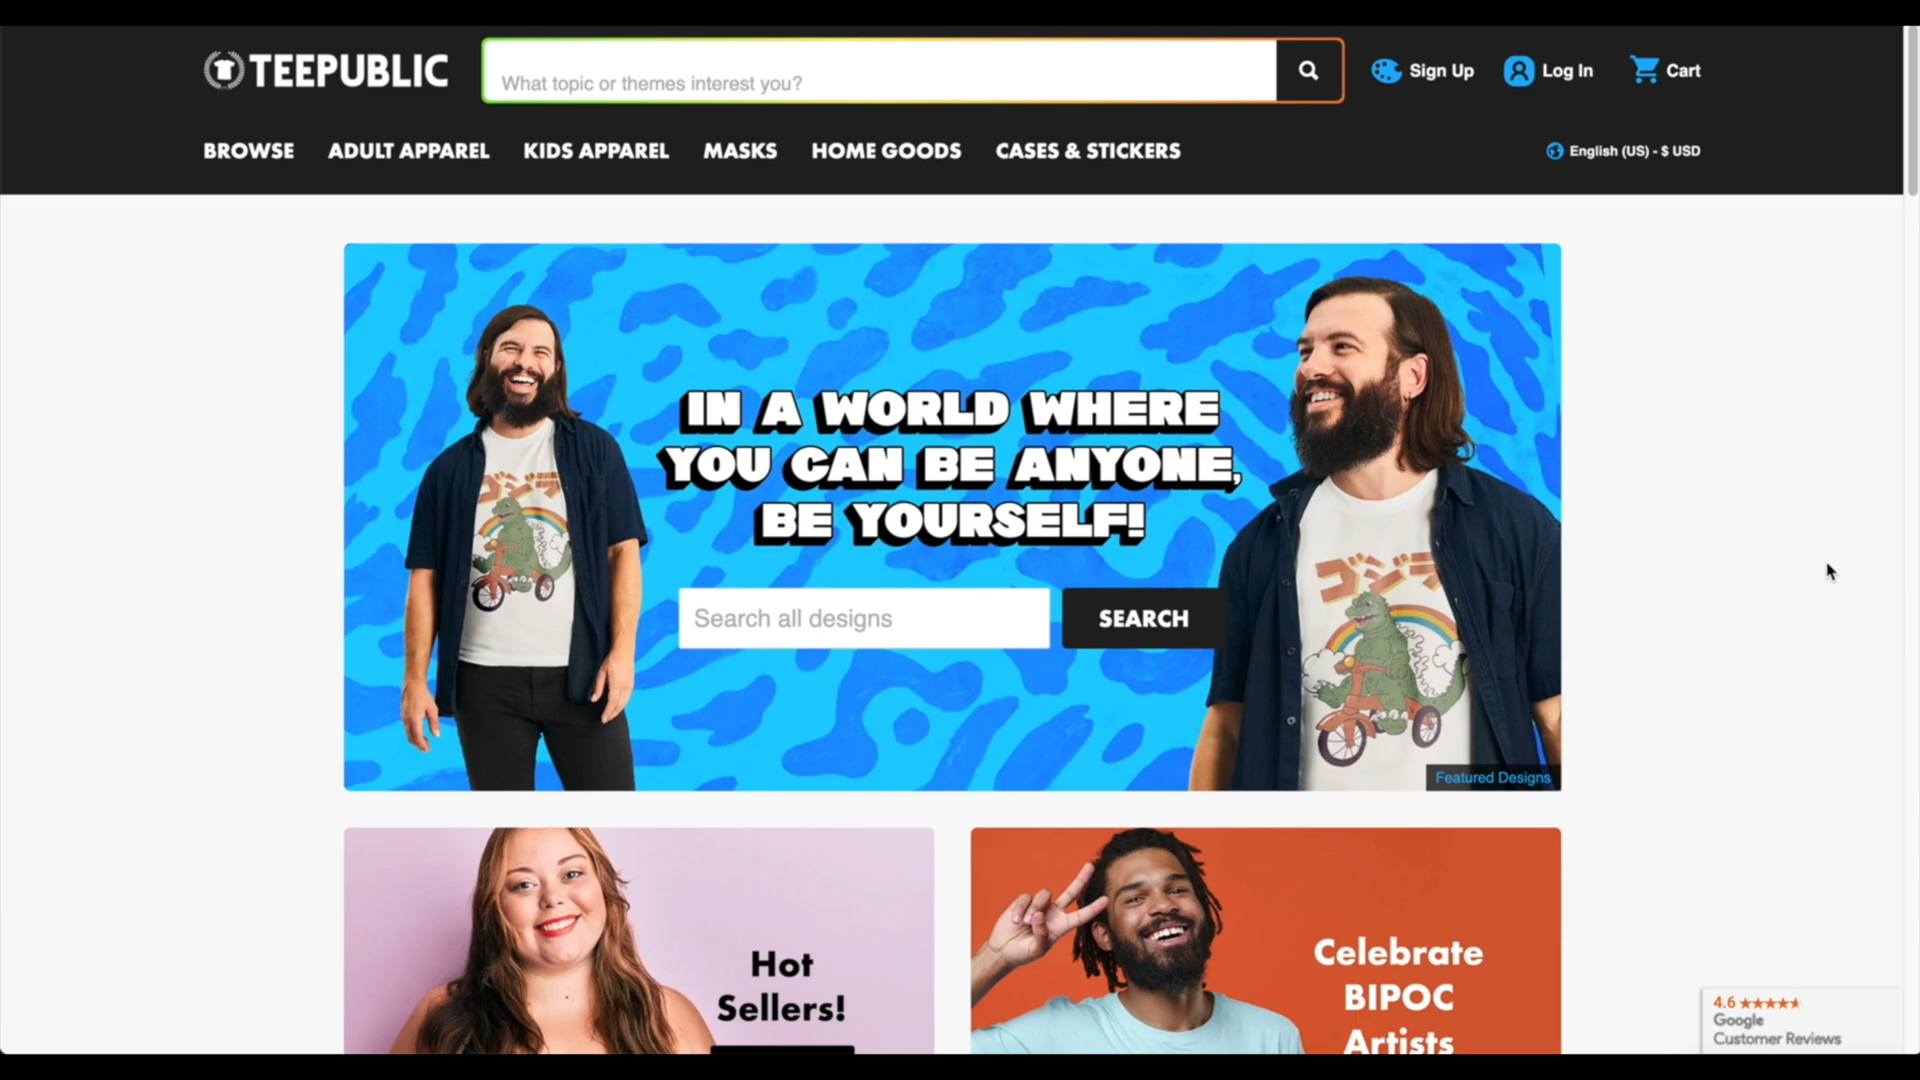 TEEPUBLIC
What topic or themes interest you?
Sign Up
Log In
Cart
BROWSE
ADULT APPAREL
KIDS APPAREL
MASKS
HOME GOODS
CASES & STICKERS
English (US) - $ USD
IN A WORLD WHERE
YOU CAN BE ANYONE,
BE YOURSELF!
Search all designs
SEARCH
ゴジラ
ゴジラ
Featured Designs
Hot
Sellers!
Celebrate
BIPOC
Artists
4.6
Google
Customer Reviews